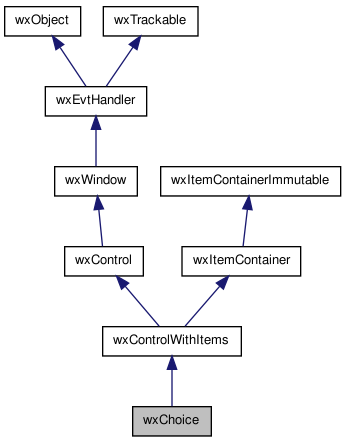 wxObject
wxTrackable
wxEvtHandler
wxWindow
wxItemContainerImmutable
wxControl
wxItemContainer
wxControlWithItems
wxChoice